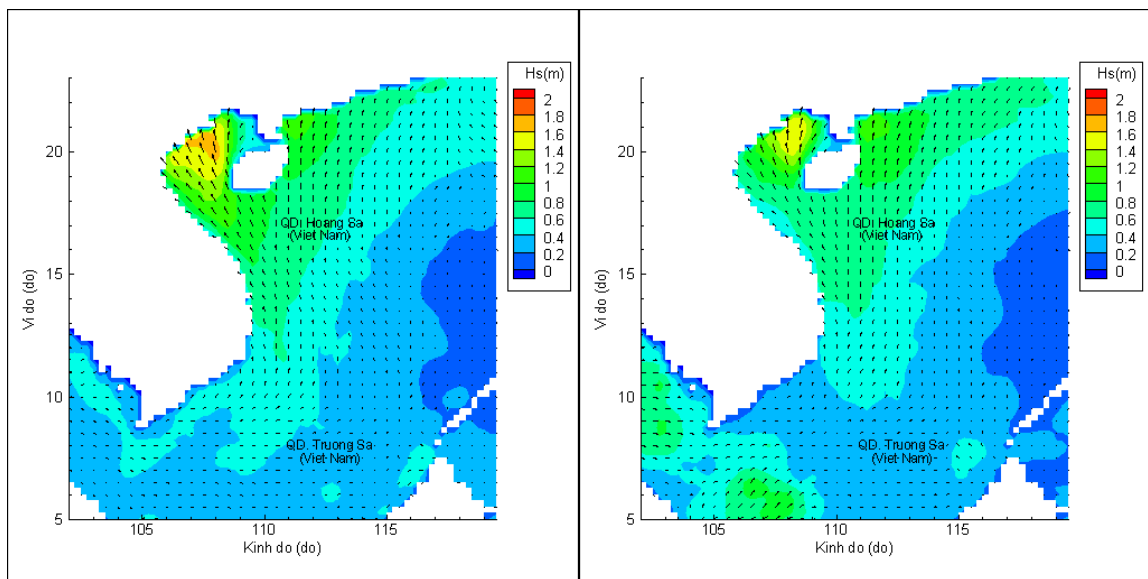 Hs(m)
2
1.8
1.6
1.4
1.2
1
0.8
0.6
0.4
0.2
0
20
15
10
5
Vi do (do)
QD. Hoang Sa
(Viet Nam)
QD. Truong Sa
(Viet Nam)
105
110
115
Kinh do (do)
Hs(m)
2
1.8
1.6
1.4
1.2
1
0.8
0.6
0.4
0.2
0
20
15
10
5
Vi do (do)
QD. Hoang Sa
(Viet Nam)
QD. Truong Sa
(Viet Nam)
105
110
115
Kinh do (do)